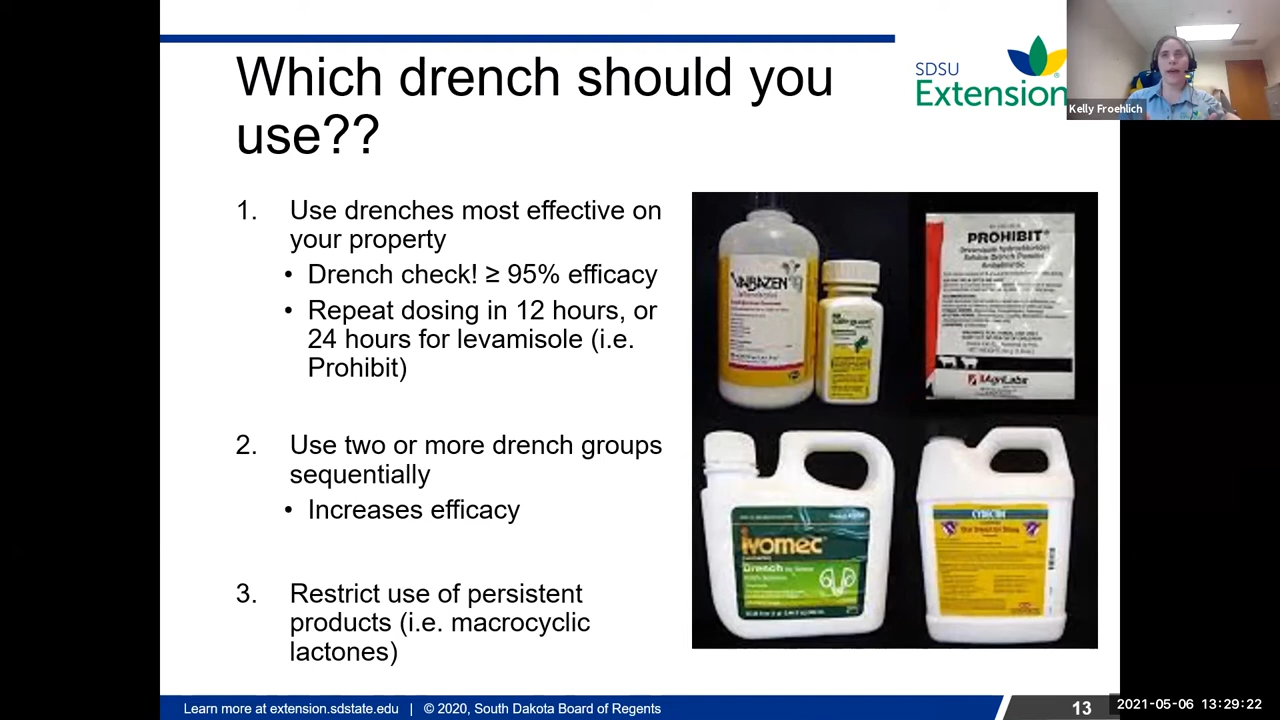 Which drench should you
use??
SDSU
Extension
Kelly Froehlich
1. Use drenches most effective on
your property
• Drench check! ≥ 95% efficacy
• Repeat dosing in 12 hours, or
24 hours for levamisole (i.e.
Prohibit)
2. Use two or more drench groups
sequentially
• Increases efficacy
3. Restrict use of persistent
products (i.e. macrocyclic
lactones)
VALBAZEN
PROHIBIT
AgriLabs
ivomec
Drench
Learn more at extension.sdstate.edu | © 2020, South Dakota Board of Regents
13
2021-05-06 13:29:22